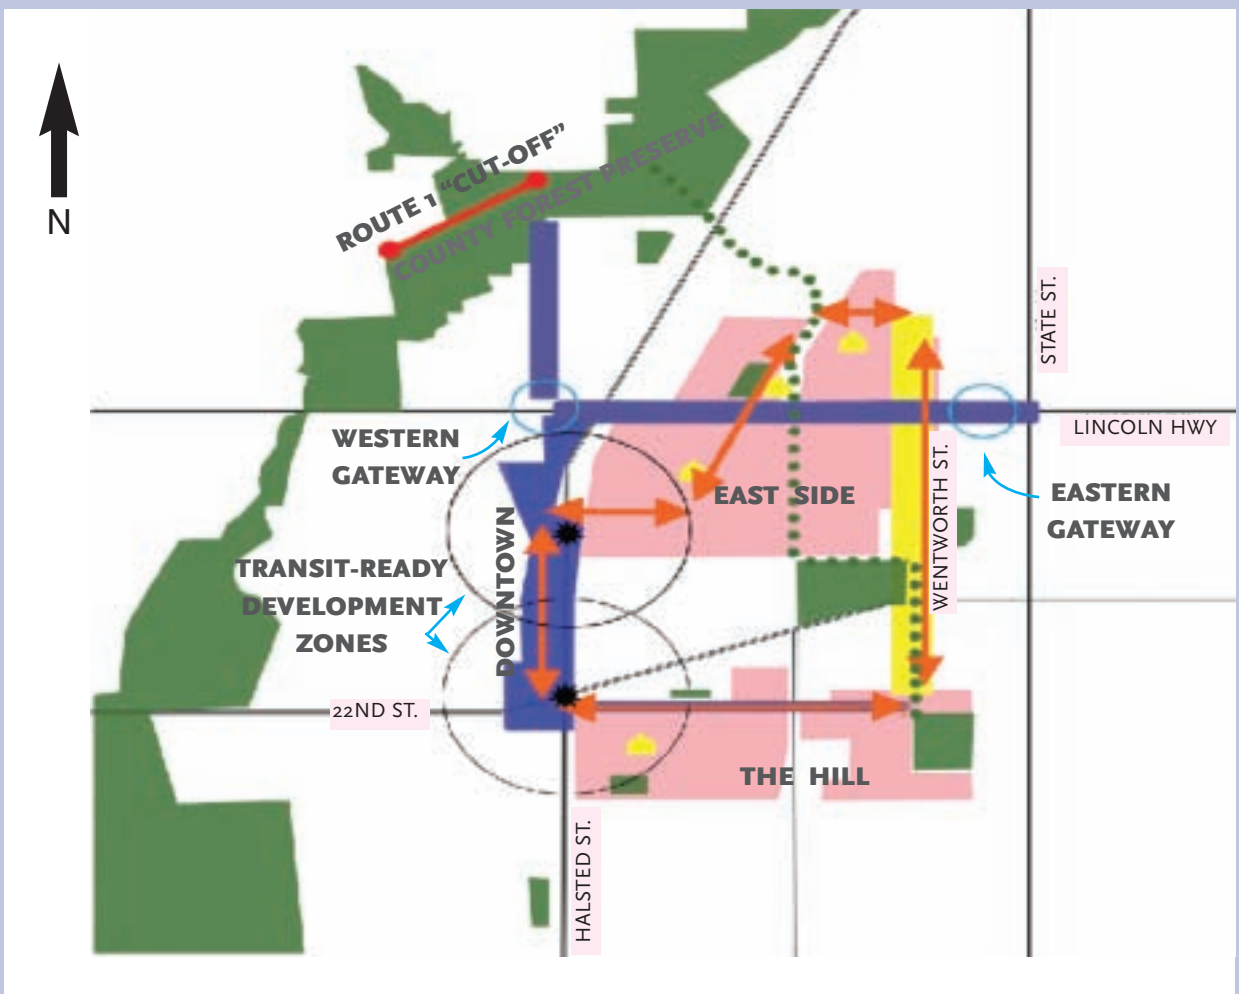 N
ROUTE 1 “CUT-OFF”
COUNTY FOREST PRESERVE
STATE ST.
LINCOLN HWY
WESTERN
GATEWAY
EASTERN
GATEWAY
EAST SIDE
WENTWORTH ST.
DOWNTOWN
TRANSIT-READY
DEVELOPMENT
ZONES
22ND ST.
THE HILL
HALSTED ST.